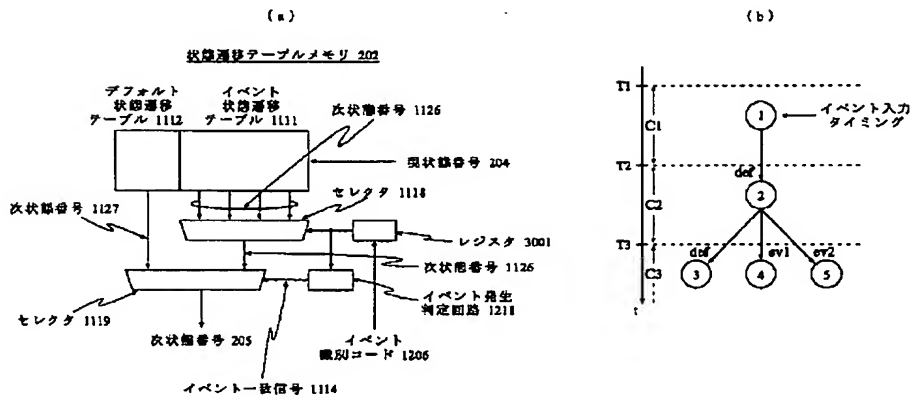 (a)
(b)
状態遷移テーブルメモリ 202
デフォルト
状態遷移
テーブル 1112
イベント
状態遷移
テーブル 1111
次状態番号 1126
現状態番号 204
セレクタ 1118
次状態番号 1127
レジスタ 3001
次状態番号 1126
イベント発生
判定回路 1211
セレクタ 1119
次状態番号 205
イベント
識別コード 1206
イベント一致信号 1114
T1
C1
T2
C2
T3
C3
t
1
イベント入力
タイミング
def
2
def
ev1
ev2
3
4
5